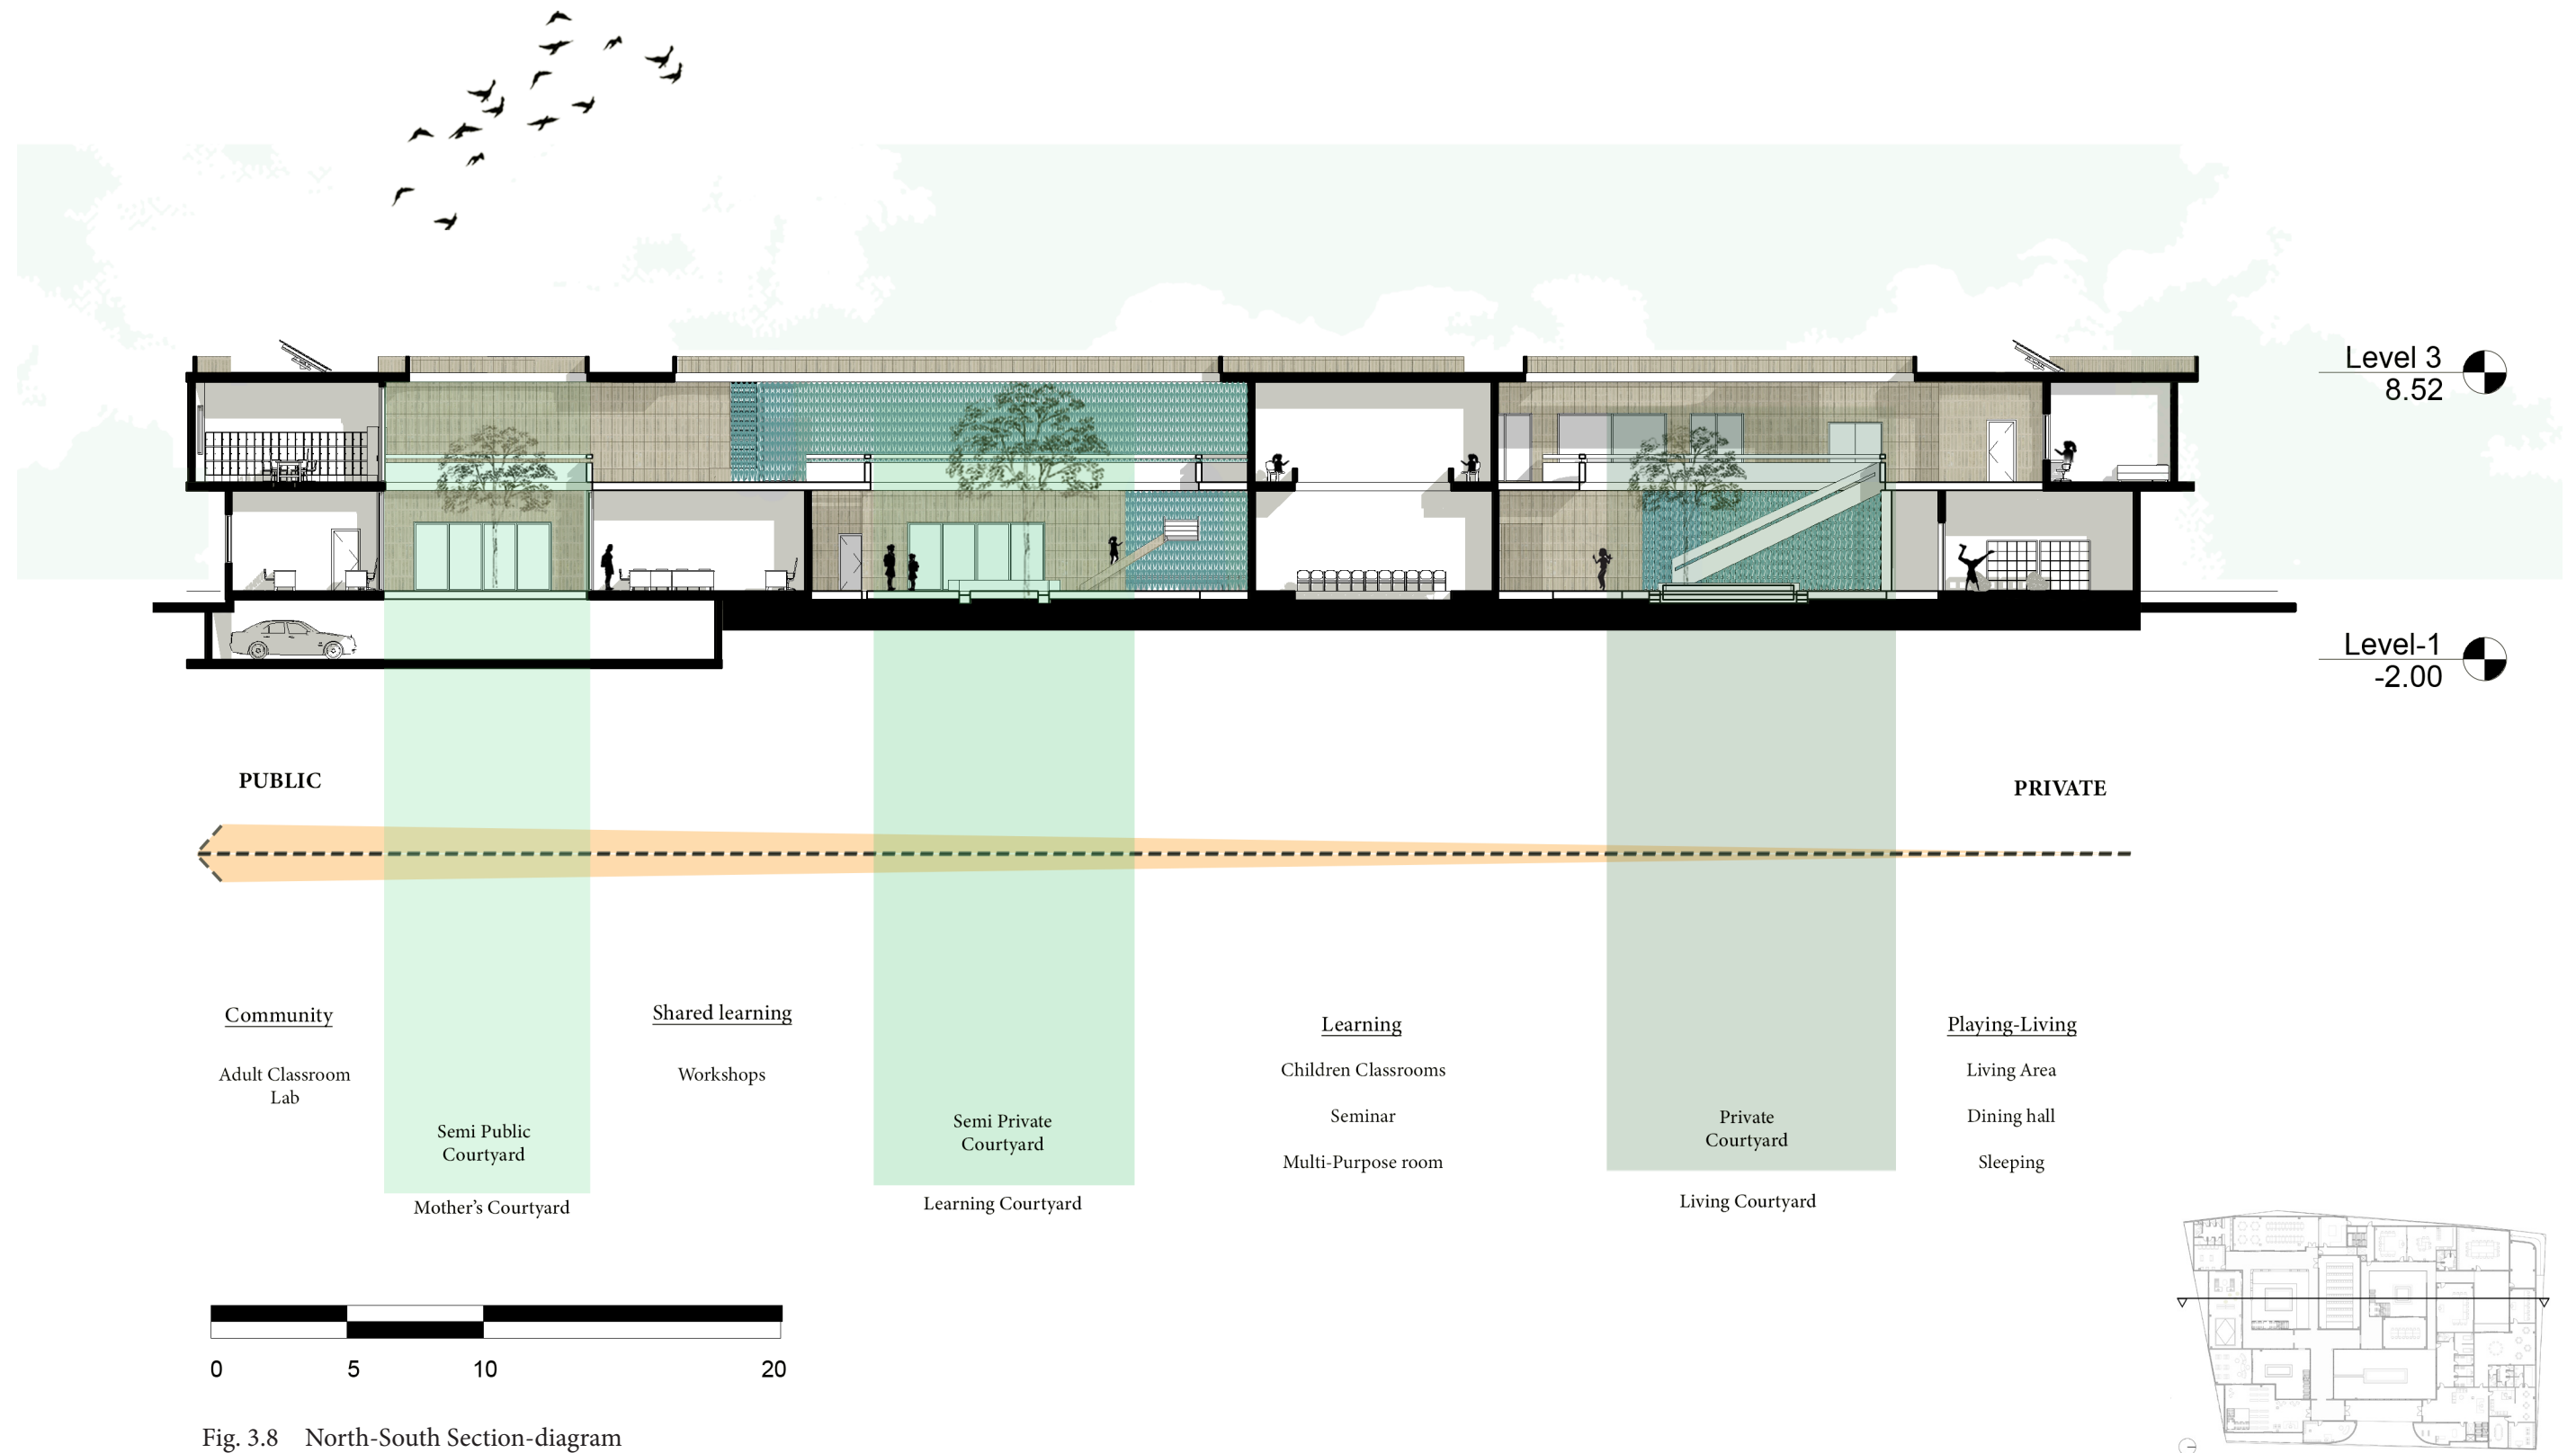 Level 3
8.52
Level-1
-2.00
PUBLIC
PRIVATE
Community
Adult Classroom
Lab
Semi Public
Courtyard
Mother’s Courtyard
Shared learning
Workshops
Semi Private
Courtyard
Learning Courtyard
Learning
Children Classrooms
Seminar
Multi-Purpose room
Private
Courtyard
Living Courtyard
Playing-Living
Living Area
Dining hall
Sleeping
0 5 10 20
Fig. 3.8 North-South Section-diagram